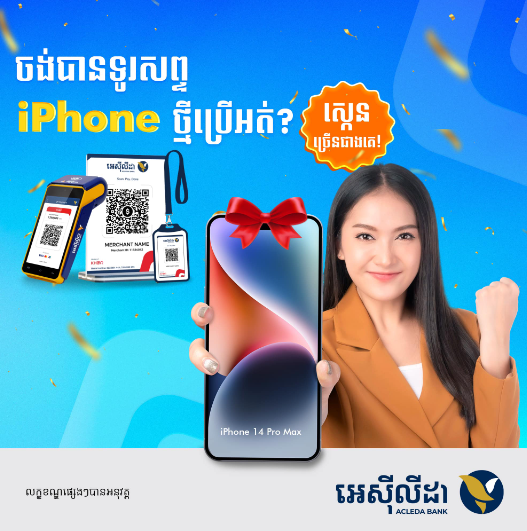 ចង់បានទូរសព្ទ
iPhone ថ្មីប្រើអត់?
ស្កេន
ច្រើនជាងគេ!
អេស៊ីលីដា
MERCHANT NAME
iPhone 14 Pro Max
លក្ខខណ្ឌផ្សេងៗបានអនុវត្ត
អេស៊ីលីដា
ACLEDA BANK